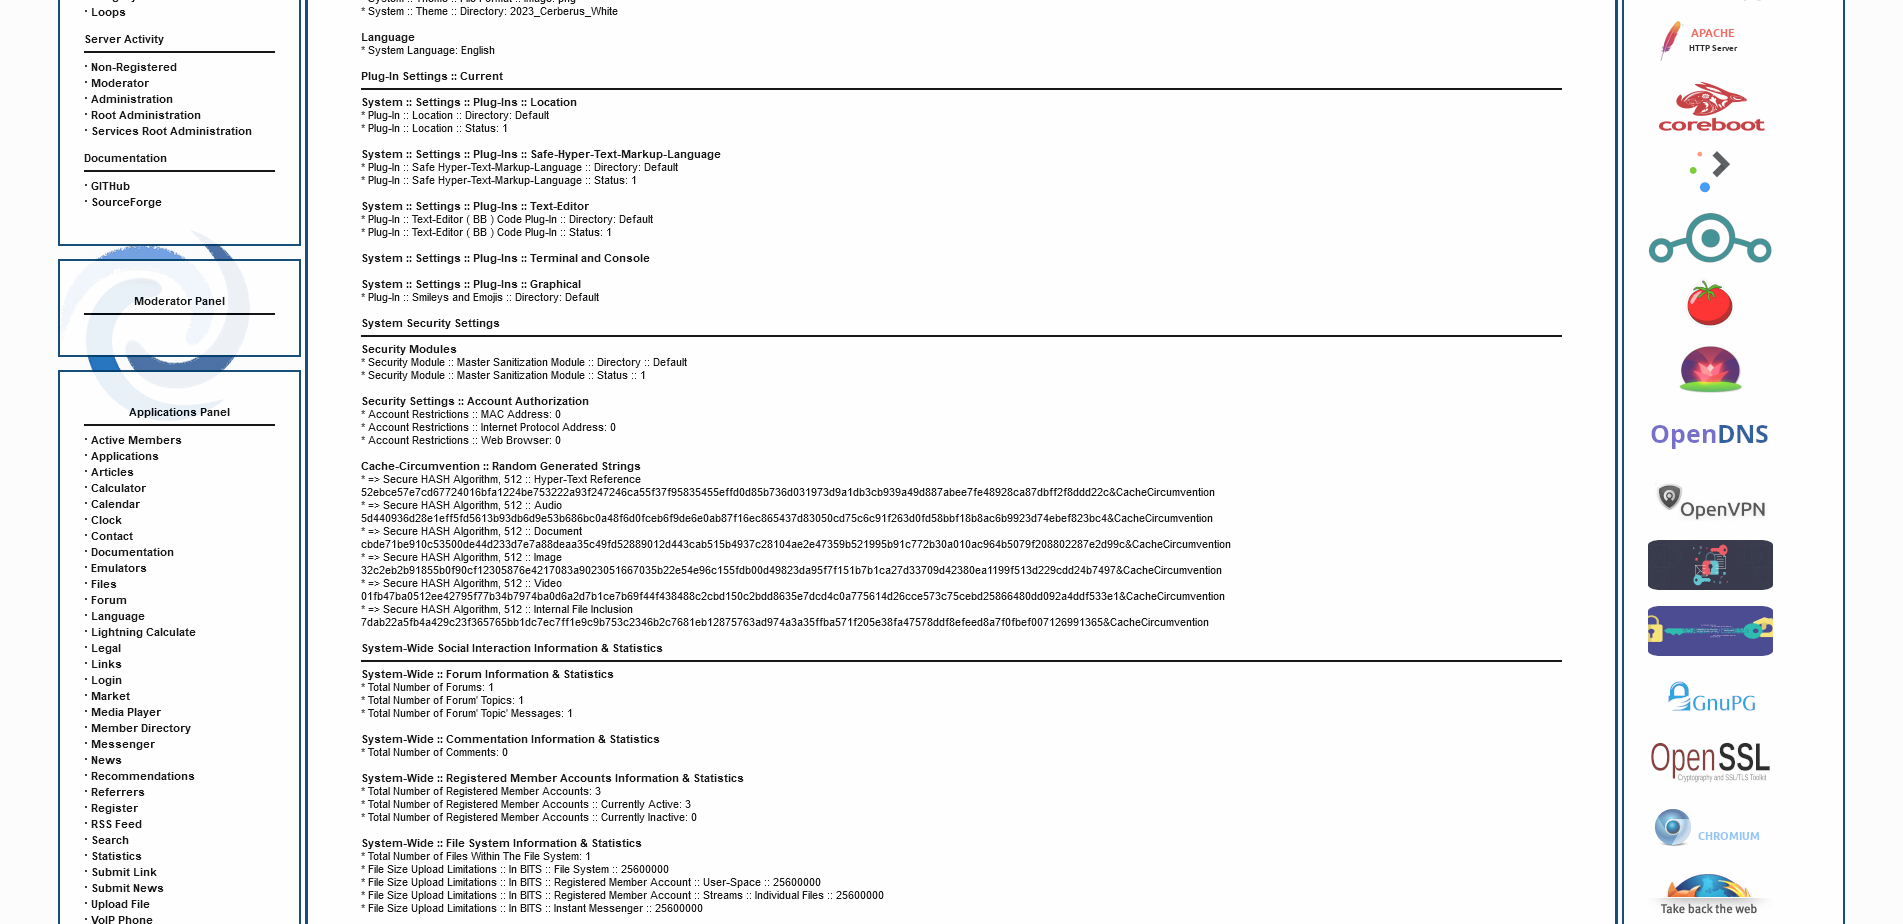 · Loops
Server Activity
· Non-Registered
· Moderator
· Administration
· Root Administration
· Services Root Administration
Documentation
· GITHub
· SourceForge
Moderator Panel
Applications Panel
· Active Members
· Applications
· Articles
· Calculator
· Calendar
· Clock
· Contact
· Documentation
· Emulators
· Files
· Forum
· Language
· Lightning Calculate
· Legal
· Links
· Login
· Market
· Media Player
· Member Directory
· Messenger
· News
· Recommendations
· Referrers
· Register
· RSS Feed
· Search
· Statistics
· Submit Link
· Submit News
· Upload File
· VoIP Phone
* System :: Theme :: File Format :: Image: png
* System :: Theme :: Directory: 2023_Cerberus_White
Language
* System Language: English
Plug-In Settings :: Current
System :: Settings :: Plug-Ins :: Location
* Plug-In :: Location :: Directory: Default
* Plug-In :: Location :: Status: 1
System :: Settings :: Plug-Ins :: Safe-Hyper-Text-Markup-Language
* Plug-In :: Safe Hyper-Text-Markup-Language :: Directory: Default
* Plug-In :: Safe Hyper-Text-Markup-Language :: Status: 1
System :: Settings :: Plug-Ins :: Text-Editor
* Plug-In :: Text-Editor ( BB ) Code Plug-In :: Directory: Default
* Plug-In :: Text-Editor ( BB ) Code Plug-In :: Status: 1
System :: Settings :: Plug-Ins :: Terminal and Console
System :: Settings :: Plug-Ins :: Graphical
* Plug-In :: Smileys and Emojis :: Directory: Default
System Security Settings
Security Modules
* Security Module :: Master Sanitization Module :: Directory :: Default
* Security Module :: Master Sanitization Module :: Status :: 1
Security Settings :: Account Authorization
* Account Restrictions :: MAC Address: 0
* Account Restrictions :: Internet Protocol Address: 0
* Account Restrictions :: Web Browser: 0
Cache-Circumvention :: Random Generated Strings
* => Secure HASH Algorithm, 512 :: Hyper-Text Reference
52ebce57e7cd67724016bfa1224be753222a93f247246ca55f37f95835455effd0d85b736d031973d9a1db3cb939a49d887abee7fe48928ca87dbff2f8ddd22c&CacheCircumvention
* => Secure HASH Algorithm, 512 :: Audio
5d440936d28e1eff5fd5613b93db6d9e53b686bc0a48f6d0fceb6f9de6e0ab87f16ec865437d83050cd75c6c91f263d0fd58bbf18b8ac6b9923d74ebef823bc4&CacheCircumvention
* => Secure HASH Algorithm, 512 :: Document
cbde71be910c53500de44d233d7e7a88deaa35c49fd52889012d443cab515b4937c28104ae2e47359b521995b91c772b30a010ac964b5079f208802287e2d99c&CacheCircumvention
* => Secure HASH Algorithm, 512 :: Image
32c2eb2b91855b0f90cf12305876e4217083a9023051667035b22e54e96c155fdb00d49823da95f7f151b7b1ca27d33709d42380ea1199f513d229cdd24b7497&CacheCircumvention
* => Secure HASH Algorithm, 512 :: Video
01fb47ba0512ee42795f77b34b7974ba0d6a2d7b1ce7b69f44f438488c2cbd150c2bdd8635e7dcd4c0a775614d26cce573c75cebd25866480dd092a4ddf533e1&CacheCircumvention
* => Secure HASH Algorithm, 512 :: Internal File Inclusion
7dab22a5fb4a429c23f365765bb1dc7ec7ff1e9c9b753c2346b2c7681eb12875763ad974a3a35ffba571f205e38fa47578ddf8efeed8a7f0fbef007126991365&CacheCircumvention
System-Wide Social Interaction Information & Statistics
System-Wide :: Forum Information & Statistics
* Total Number of Forums: 1
* Total Number of Forum' Topics: 1
* Total Number of Forum' Topic' Messages: 1
System-Wide :: Commentation Information & Statistics
* Total Number of Comments: 0
System-Wide :: Registered Member Accounts Information & Statistics
* Total Number of Registered Member Accounts: 3
* Total Number of Registered Member Accounts :: Currently Active: 3
* Total Number of Registered Member Accounts :: Currently Inactive: 0
System-Wide :: File System Information & Statistics
* Total Number of Files Within The File System: 1
* File Size Upload Limitations :: In BITS :: File System :: 25600000
* File Size Upload Limitations :: In BITS :: Registered Member Account :: User-Space :: 25600000
* File Size Upload Limitations :: In BITS :: Registered Member Account :: Streams :: Individual Files :: 25600000
* File Size Upload Limitations :: In BITS :: Instant Messenger :: 25600000
APACHE
HTTP Server
coreboot
OpenDNS
OpenVPN
GnuPG
OpenSSL
Cryptography and SSL/TLS Toolkit
CHROMIUM
Take back the web